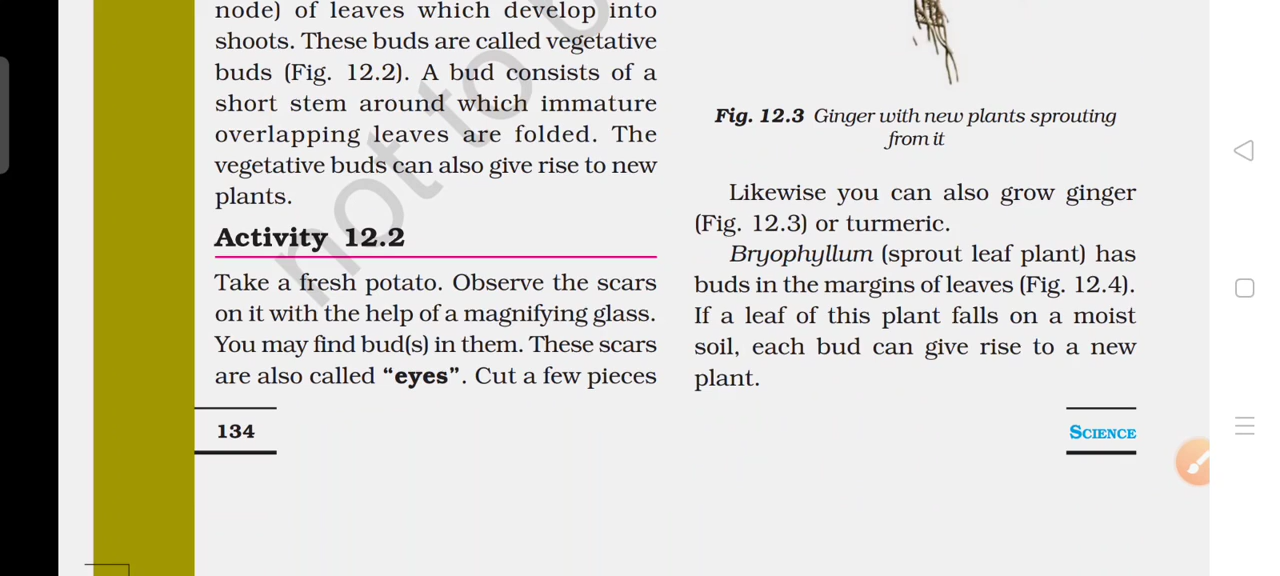 node) of leaves which develop into
shoots. These buds are called vegetative
buds (Fig. 12.2). A bud consists of a
short stem around which immature
overlapping leaves are folded. The
vegetative buds can also give rise to new
plants.
Activity 12.2
Take a fresh potato. Observe the scars
on it with the help of a magnifying glass.
You may find bud(s) in them. These scars
are also called “eyes”. Cut a few pieces
134
Fig. 12.3 Ginger with new plants sprouting
from it
Likewise you can also grow ginger
(Fig. 12.3) or turmeric.
Bryophyllum (sprout leaf plant) has
buds in the margins of leaves (Fig. 12.4).
If a leaf of this plant falls on a moist
soil, each bud can give rise to a new
plant.
SCIENCE
not to b